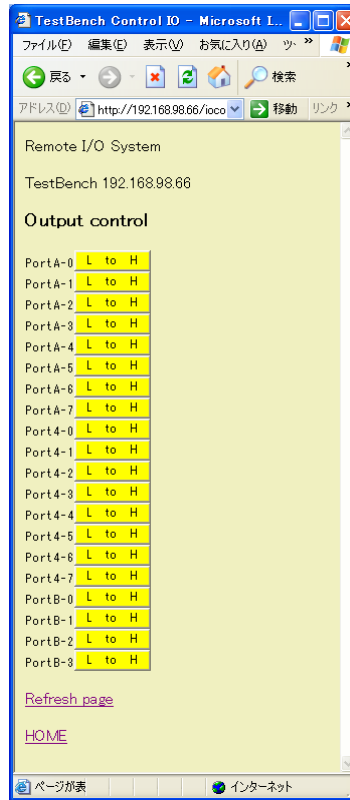 TestBench Control IO - Microsoft I...
ファイル(F) 編集(E) 表示(V) お気に入り(A) ツ »
戻る 検索 »
アドレス(D) http://192.168.98.66/ioco 移動 リンク »
Remote I/O System
TestBench 192.168.98.66
Output control
PortA-0 L to H
PortA-1 L to H
PortA-2 L to H
PortA-3 L to H
PortA-4 L to H
PortA-5 L to H
PortA-6 L to H
PortA-7 L to H
Port4-0 L to H
Port4-1 L to H
Port4-2 L to H
Port4-3 L to H
Port4-4 L to H
Port4-5 L to H
Port4-6 L to H
Port4-7 L to H
PortB-0 L to H
PortB-1 L to H
PortB-2 L to H
PortB-3 L to H
Refresh page
HOME
ページが表 インターネット